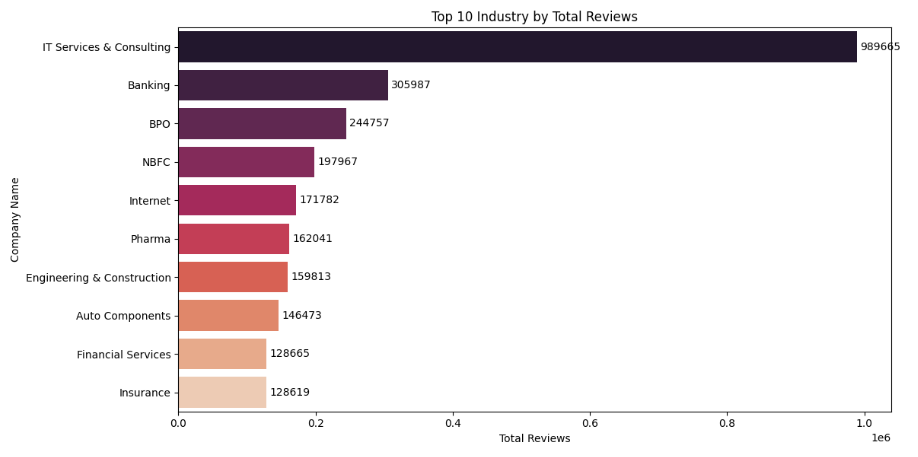 Top 10 Industry by Total Reviews
Company Name
IT Services & Consulting 989665
Banking 305987
BPO 244757
NBFC 197967
Internet 171782
Pharma 162041
Engineering & Construction 159813
Auto Components 146473
Financial Services 128665
Insurance 128619
0.0 0.2 0.4 0.6 0.8 1.0
1e6
Total Reviews